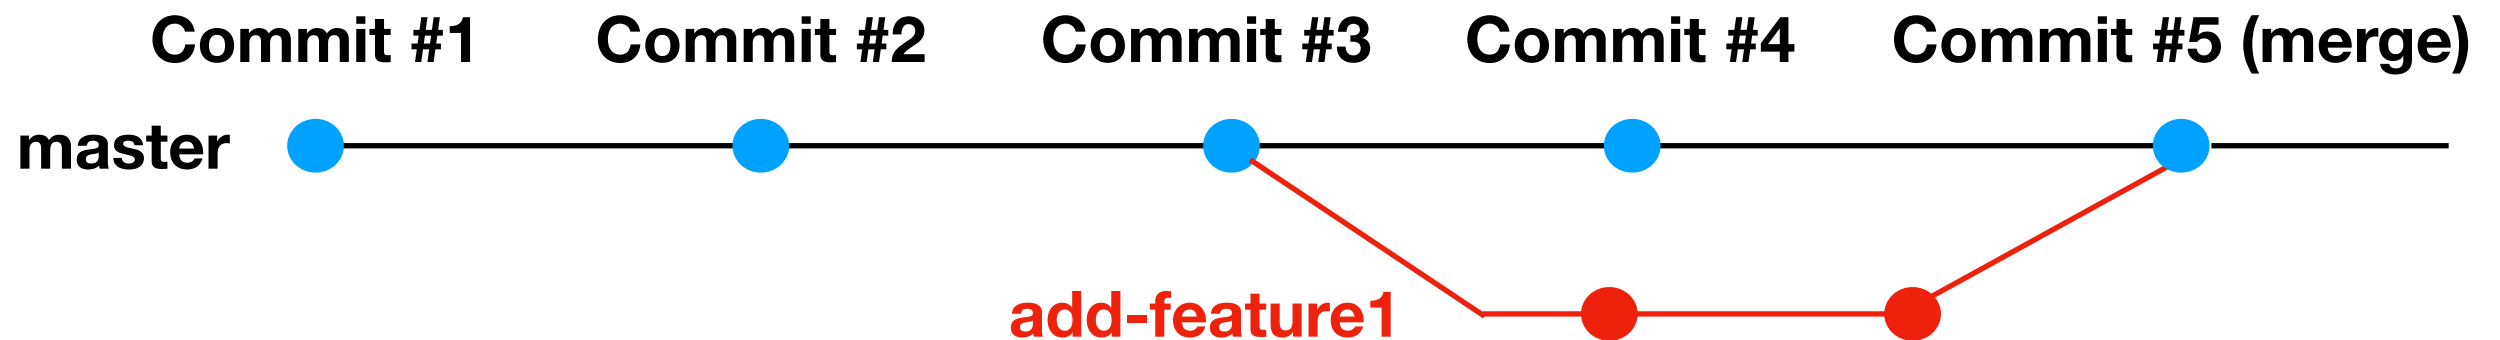 Commit #1
Commit #2
Commit #3
Commit #4
Commit #5 (merge)
master
add-feature1